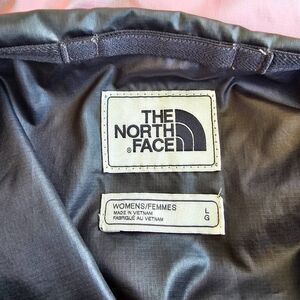 THE
NORTH
®FACE
WOMENS/FEMMES
MADE IN VIETNAM
FABRIQUÉ AU VIETNAM
L
G